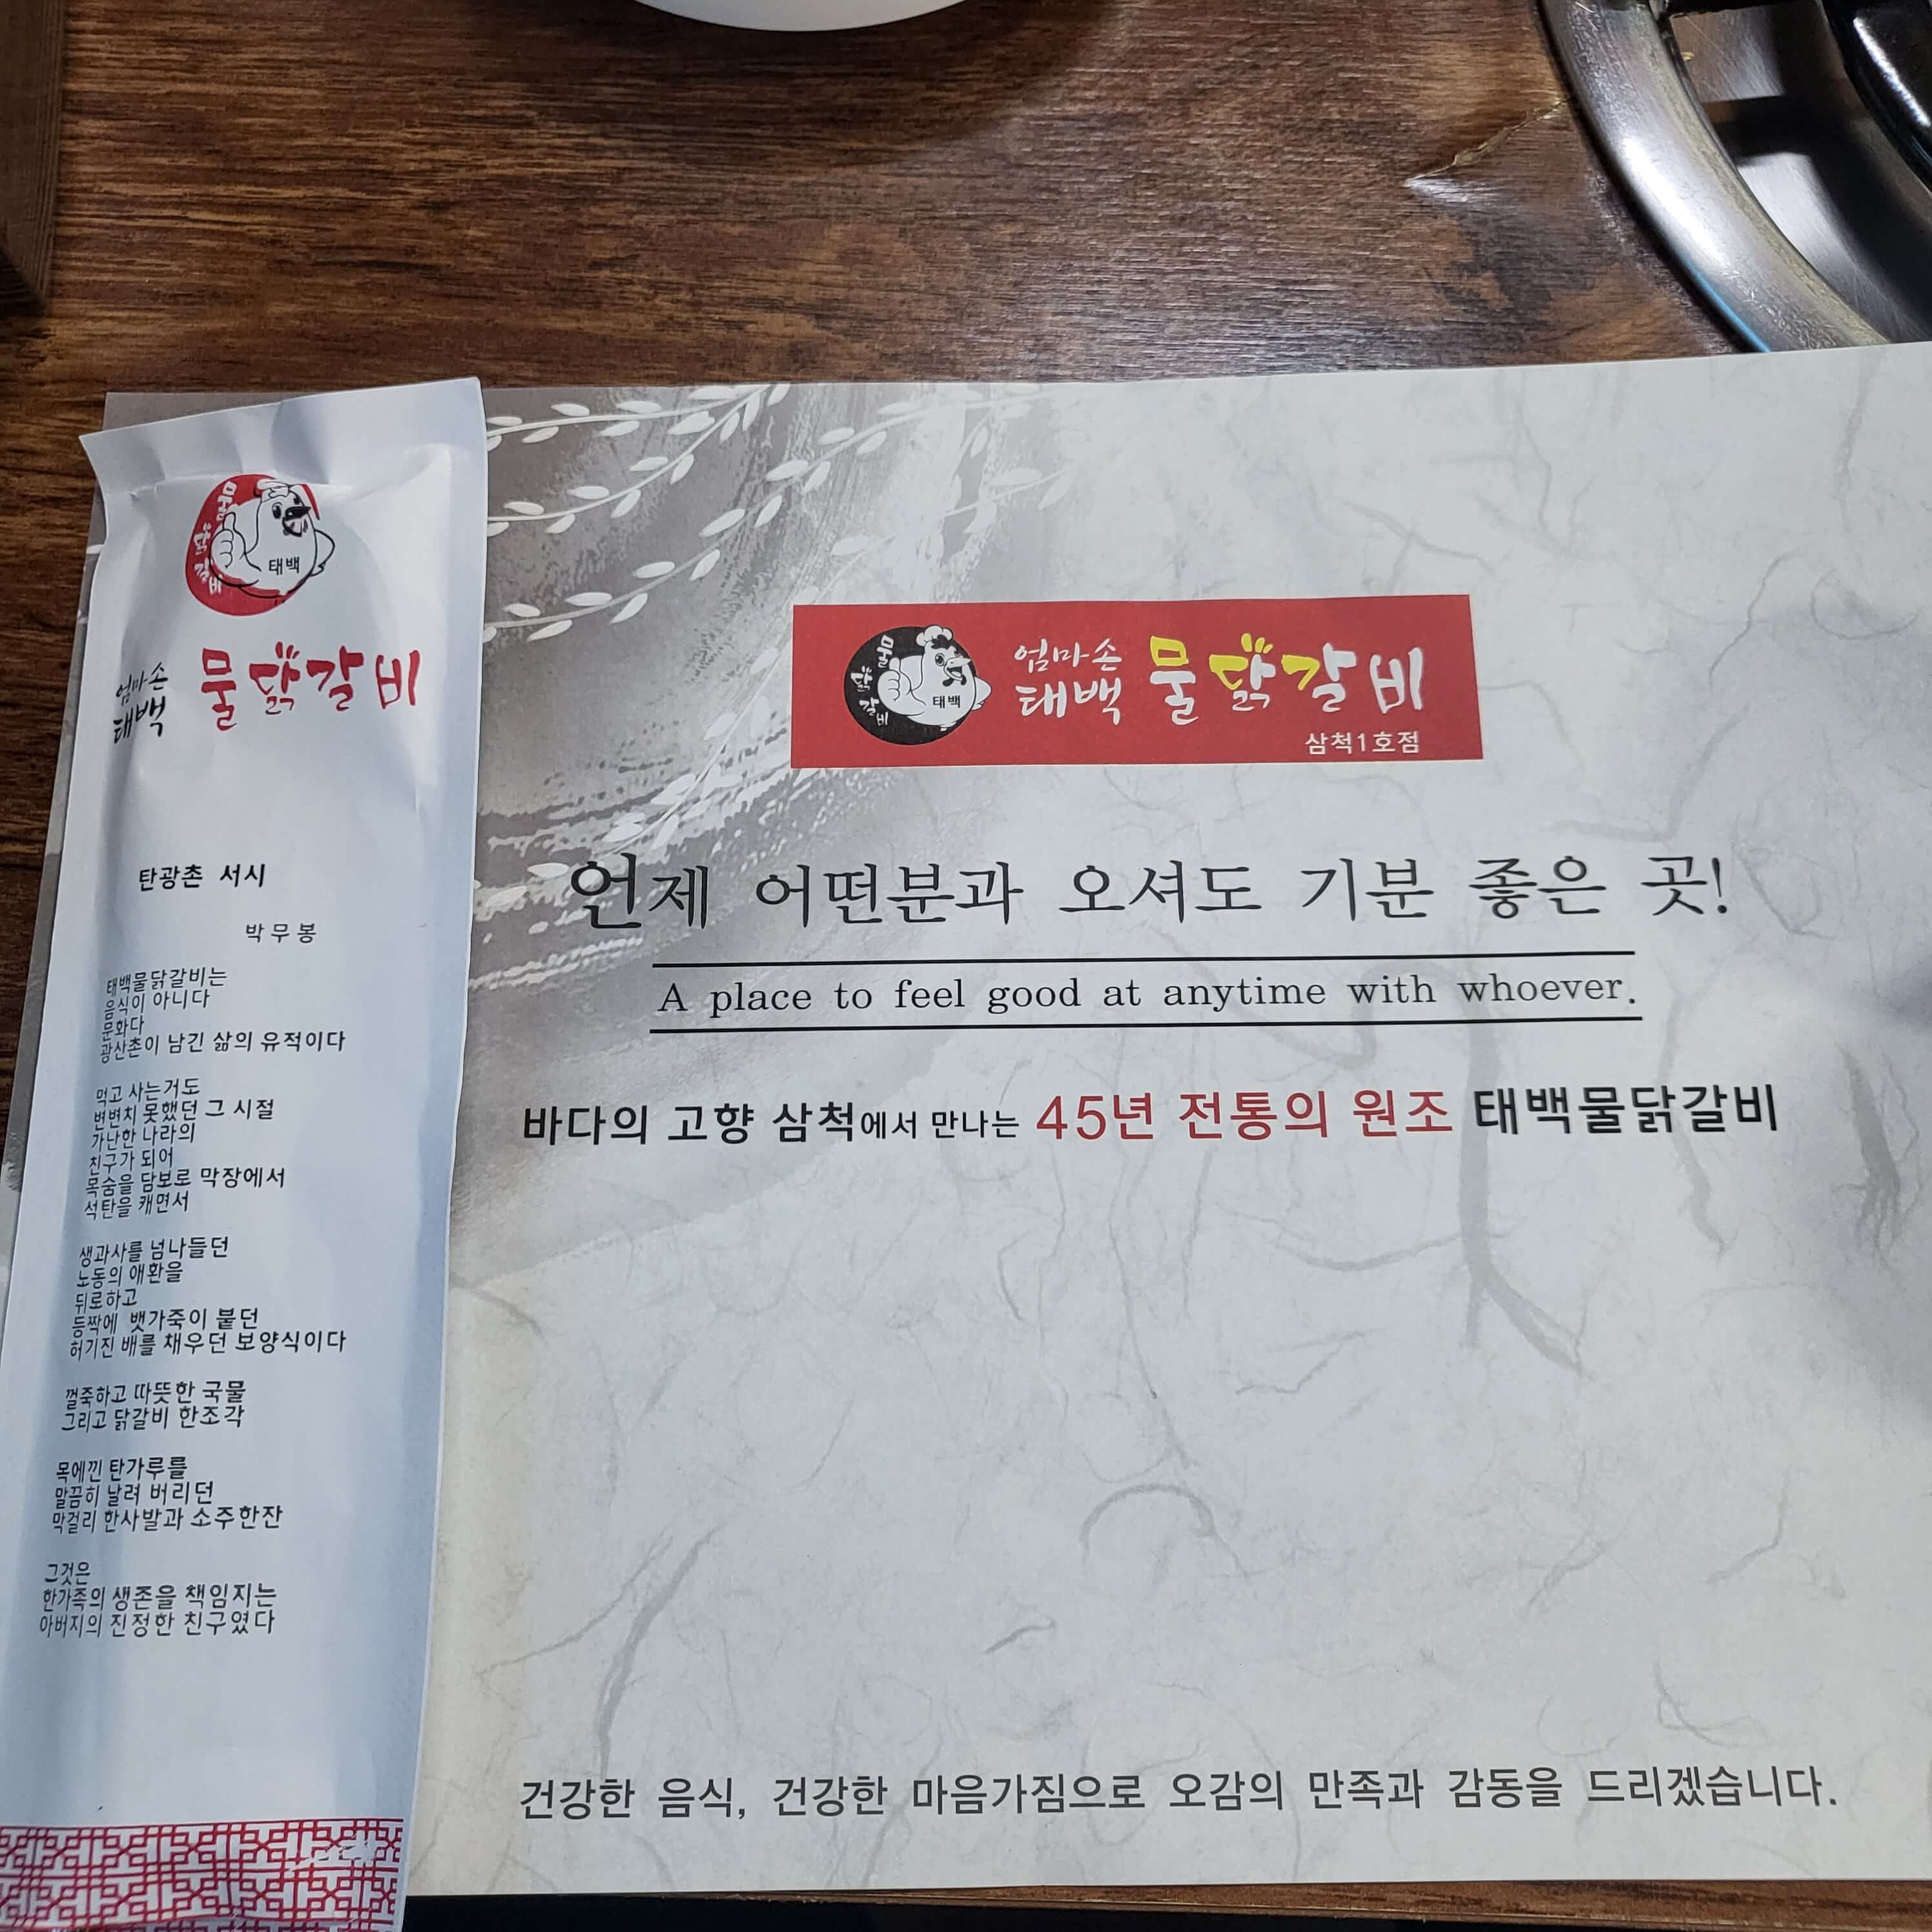 물
닭
갈
비
태백
엄마손
태백 물닭갈비
탄광촌 서시
박무봉
태백물닭갈비는
음식이 아니다
문화다
광산촌이 남긴 삶의 유적이다
먹고 사는거도
변변치 못했던 그 시절
가난한 나라의
친구가 되어
목숨을 담보로 막장에서
석탄을 캐면서
생과사를 넘나들던
노동의 애환을
뒤로하고
등짝에 뱃가죽이 붙던
허기진 배를 채우던 보양식이다
껄죽하고 따뜻한 국물
그리고 닭갈비 한조각
목에낀 탄가루를
말끔히 날려 버리던
막걸리 한사발과 소주한잔
그것은
한가족의 생존을 책임지는
아버지의 진정한 친구였다
물
닭
갈
비
태백
엄마손
태백 물닭갈비
삼척1호점
언제 어떤분과 오셔도 기분 좋은 곳!
A place to feel good at anytime with whoever.
바다의 고향 삼척에서 만나는 45년 전통의 원조 태백물닭갈비
건강한 음식, 건강한 마음가짐으로 오감의 만족과 감동을 드리겠습니다.